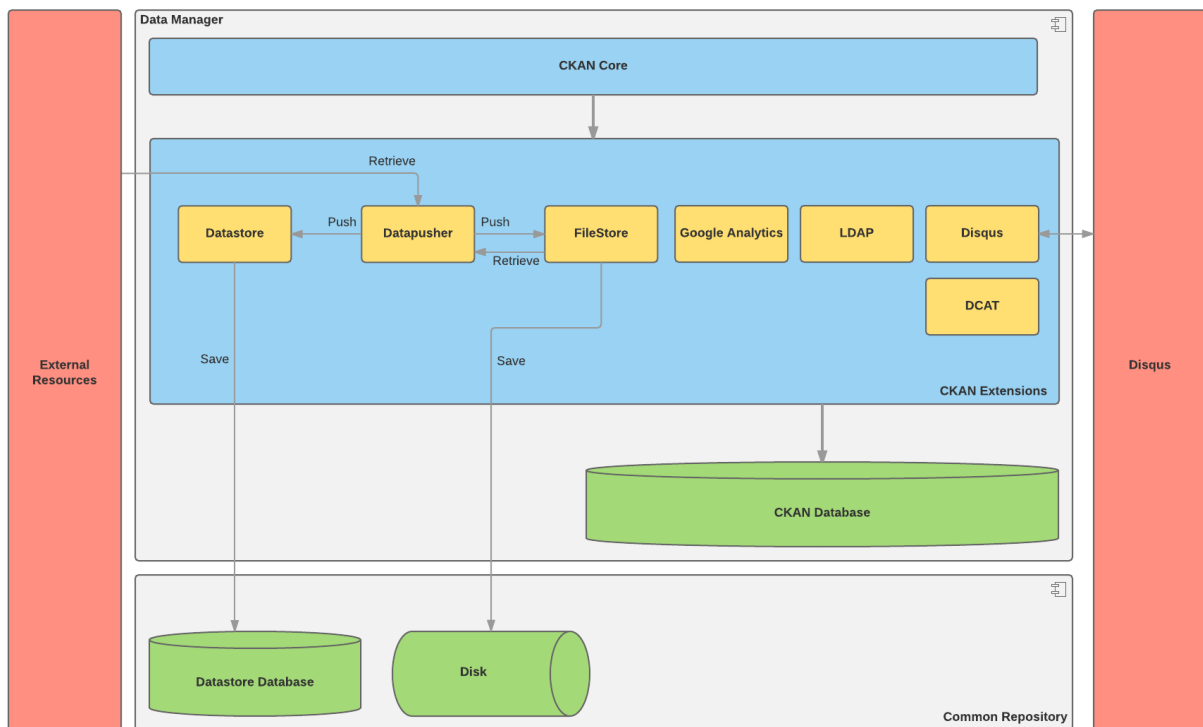 Data Manager
CKAN Core
Retrieve
Datastore
Push
Datapusher
Push
FileStore
Retrieve
Google Analytics
LDAP
Disqus
DCAT
Save
Save
External
Resources
Disqus
CKAN Extensions
CKAN Database
Datastore Database
Disk
Common Repository